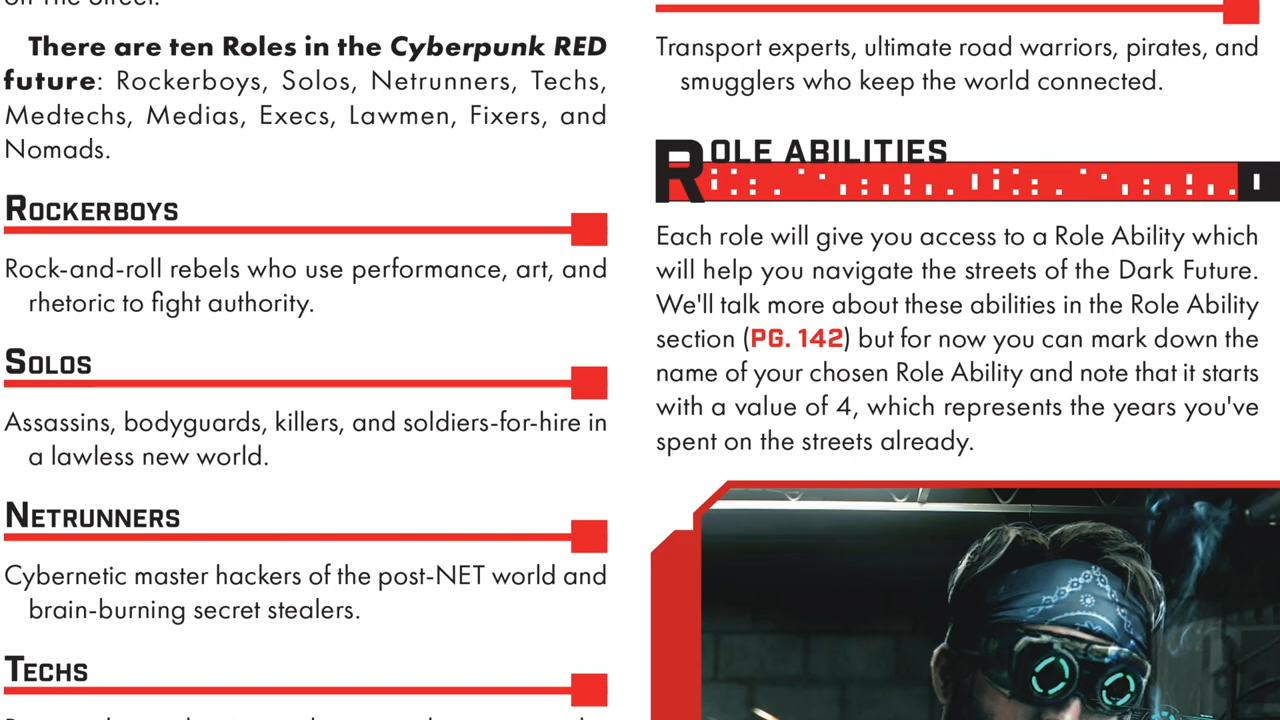 There are ten Roles in the Cyberpunk RED
future: Rockerboys, Solos, Netrunners, Techs,
Medtechs, Medias, Execs, Lawmen, Fixers, and
Nomads.
ROCKERBOYS
Rock-and-roll rebels who use performance, art, and
rhetoric to fight authority.
SOLOS
Assassins, bodyguards, killers, and soldiers-for-hire in
a lawless new world.
NETRUNNERS
Cybernetic master hackers of the post-NET world and
brain-burning secret stealers.
TECHS
Transport experts, ultimate road warriors, pirates, and
smugglers who keep the world connected.
ROLE ABILITIES
Each role will give you access to a Role Ability which
will help you navigate the streets of the Dark Future.
We'll talk more about these abilities in the Role Ability
section (PG. 142) but for now you can mark down the
name of your chosen Role Ability and note that it starts
with a value of 4, which represents the years you've
spent on the streets already.